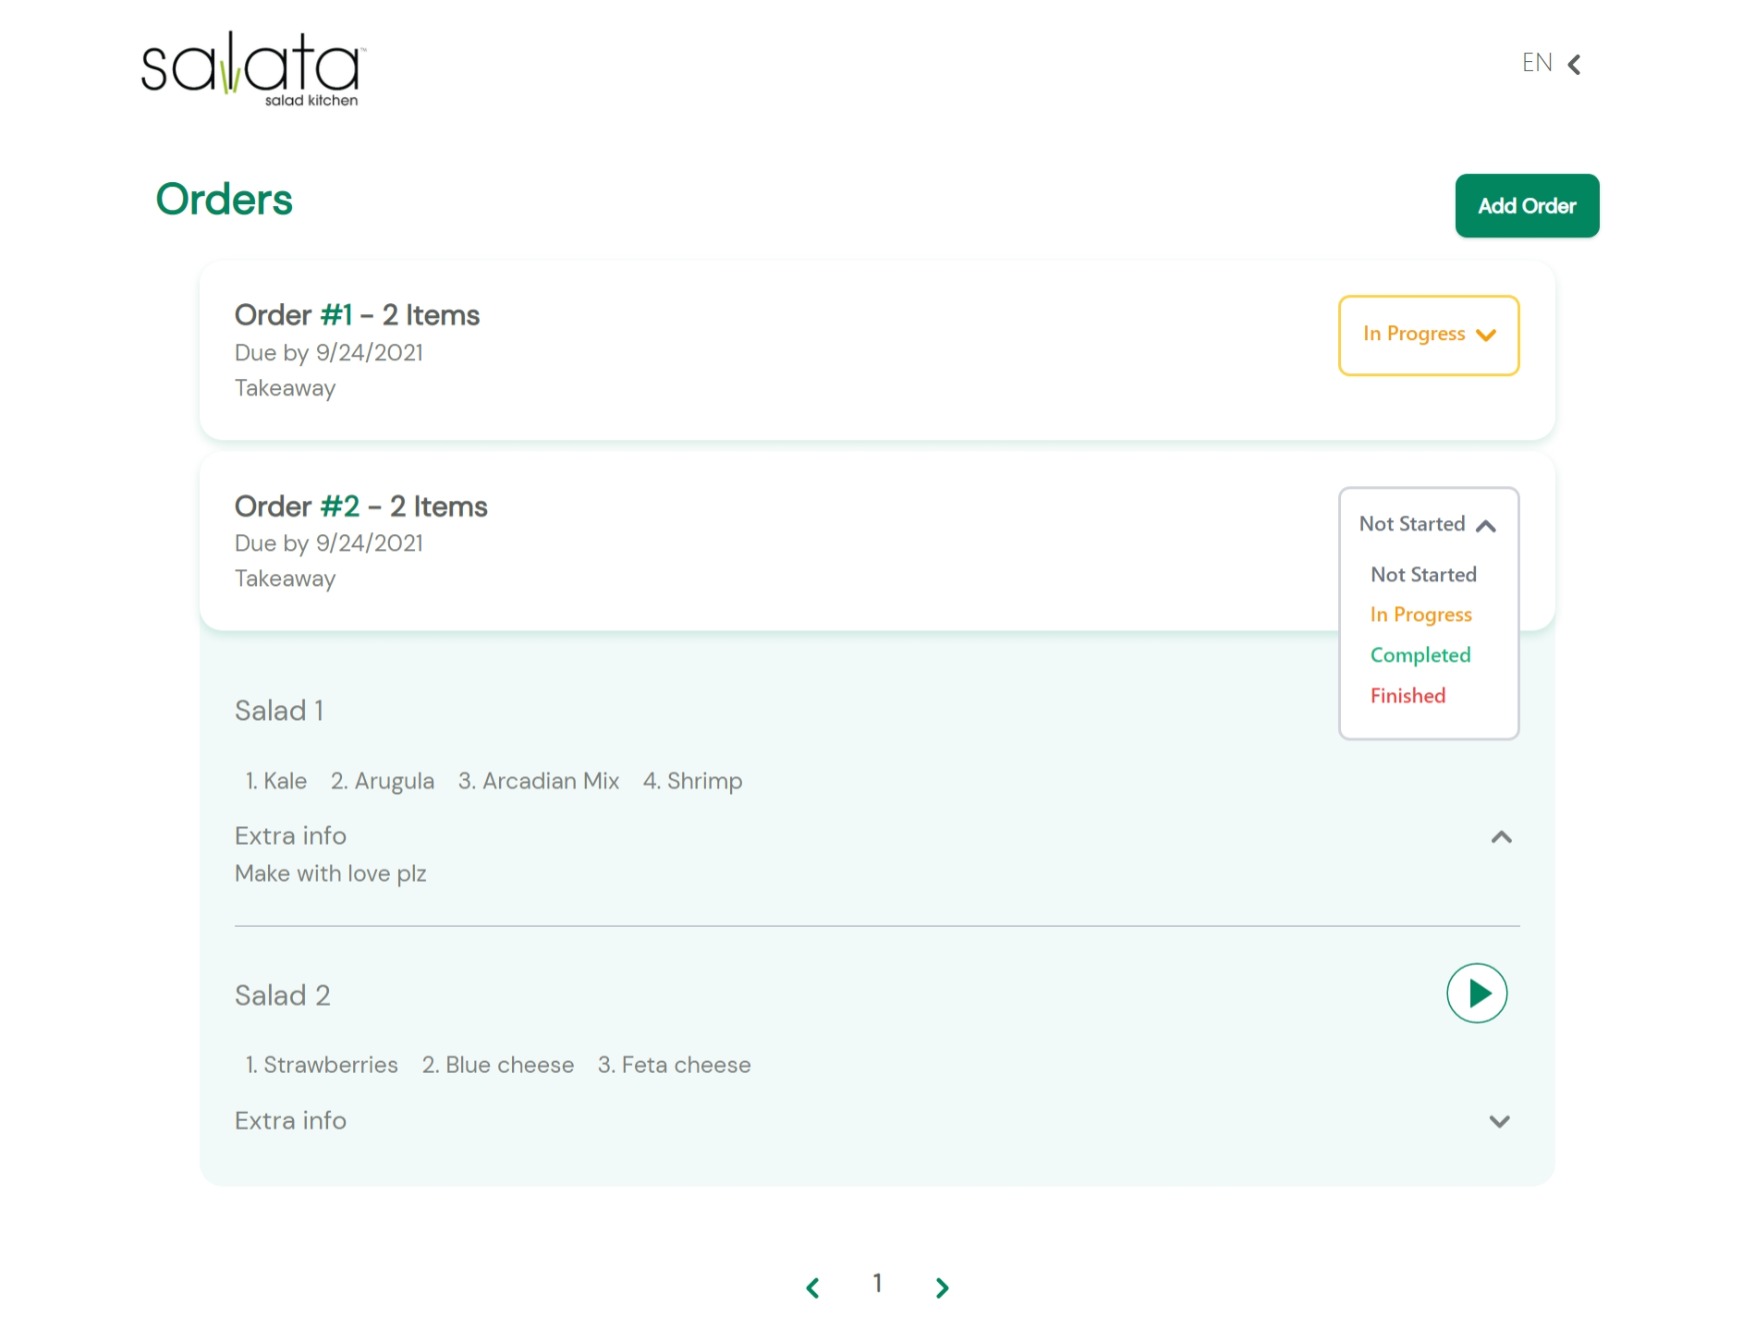 salata™
salad kitchen
EN
Orders
Add Order
Order #1 - 2 Items
Due by 9/24/2021
Takeaway
In Progress
Order #2 - 2 Items
Due by 9/24/2021
Takeaway
Not Started
Not Started
In Progress
Completed
Finished
Salad 1
1. Kale 2. Arugula 3. Arcadian Mix 4. Shrimp
Extra info
Make with love plz
Salad 2
1. Strawberries 2. Blue cheese 3. Feta cheese
Extra info
1